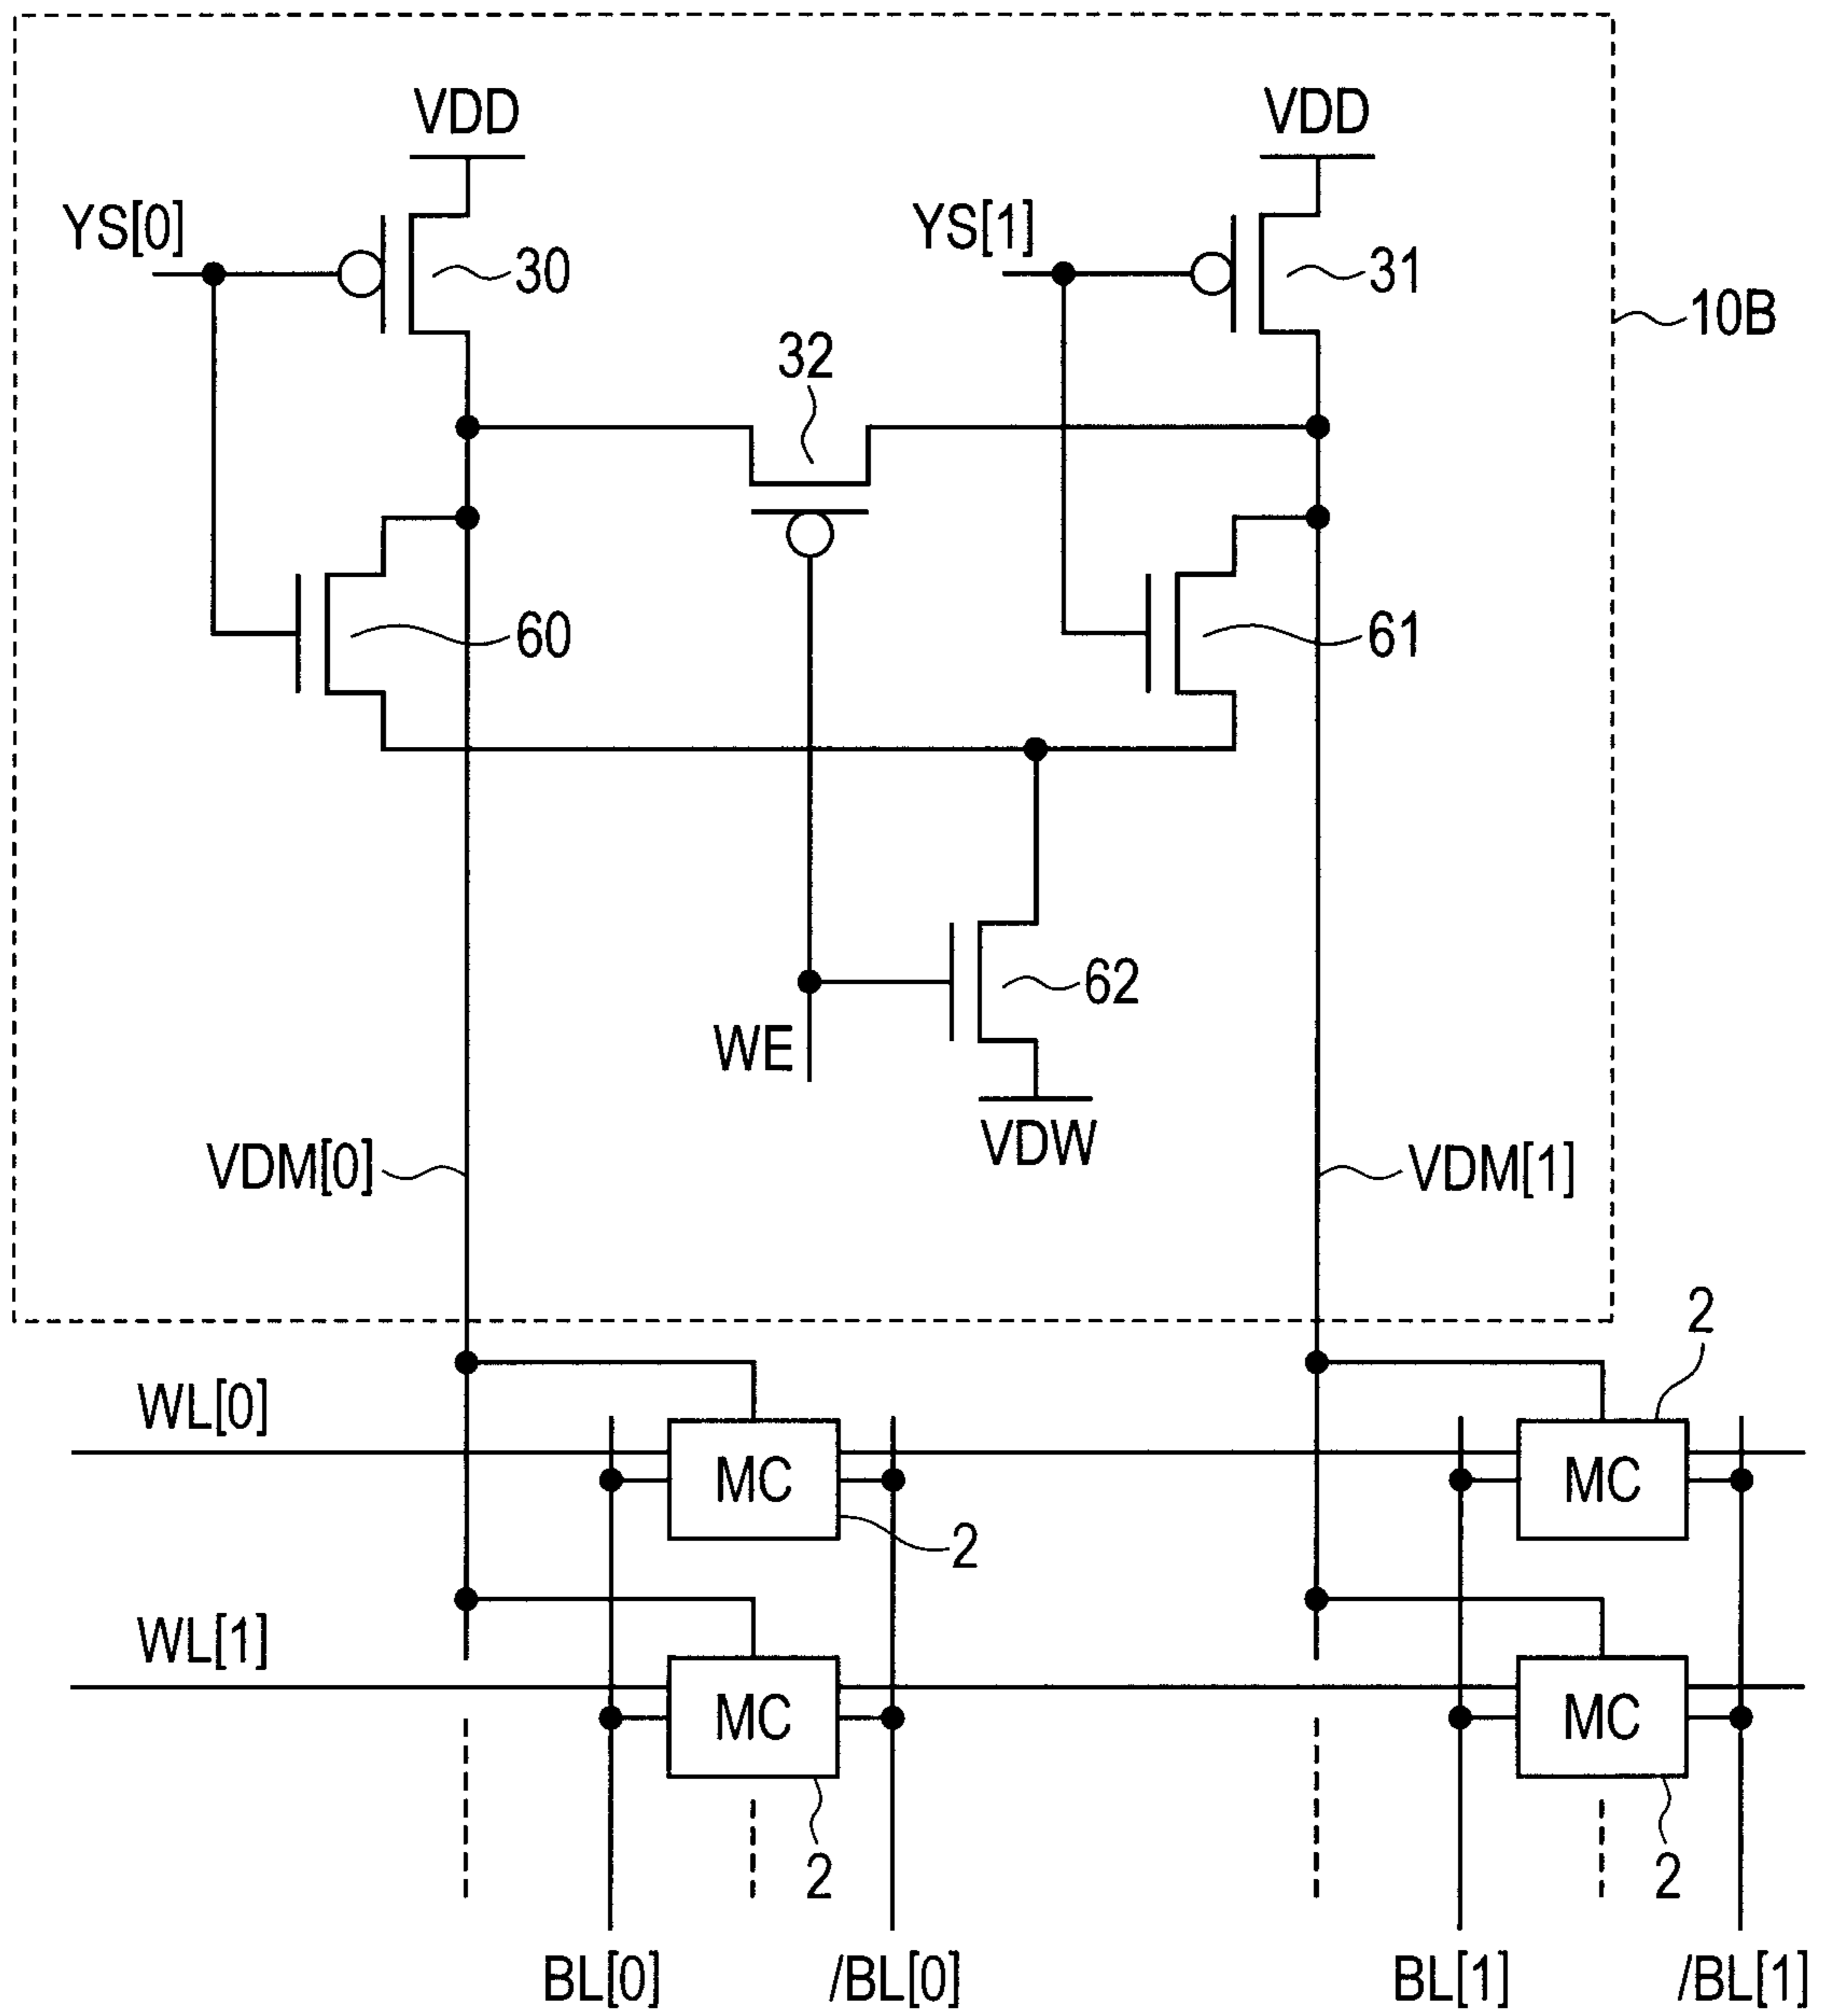 VDD VDD
YS[0] YS[1]
30 31
10B
32
60 61
62
WE
VDW
VDM[0] VDM[1]
2
WL[0]
MC MC
2
WL[1]
MC MC
2 2
BL[0] /BL[0] BL[1] /BL[1]